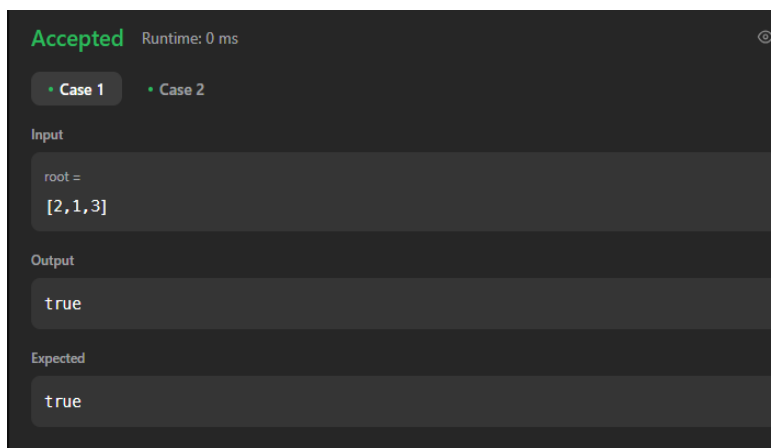 Accepted Runtime: 0 ms
• Case 1 • Case 2
Input
root =
[2,1,3]
Output
true
Expected
true